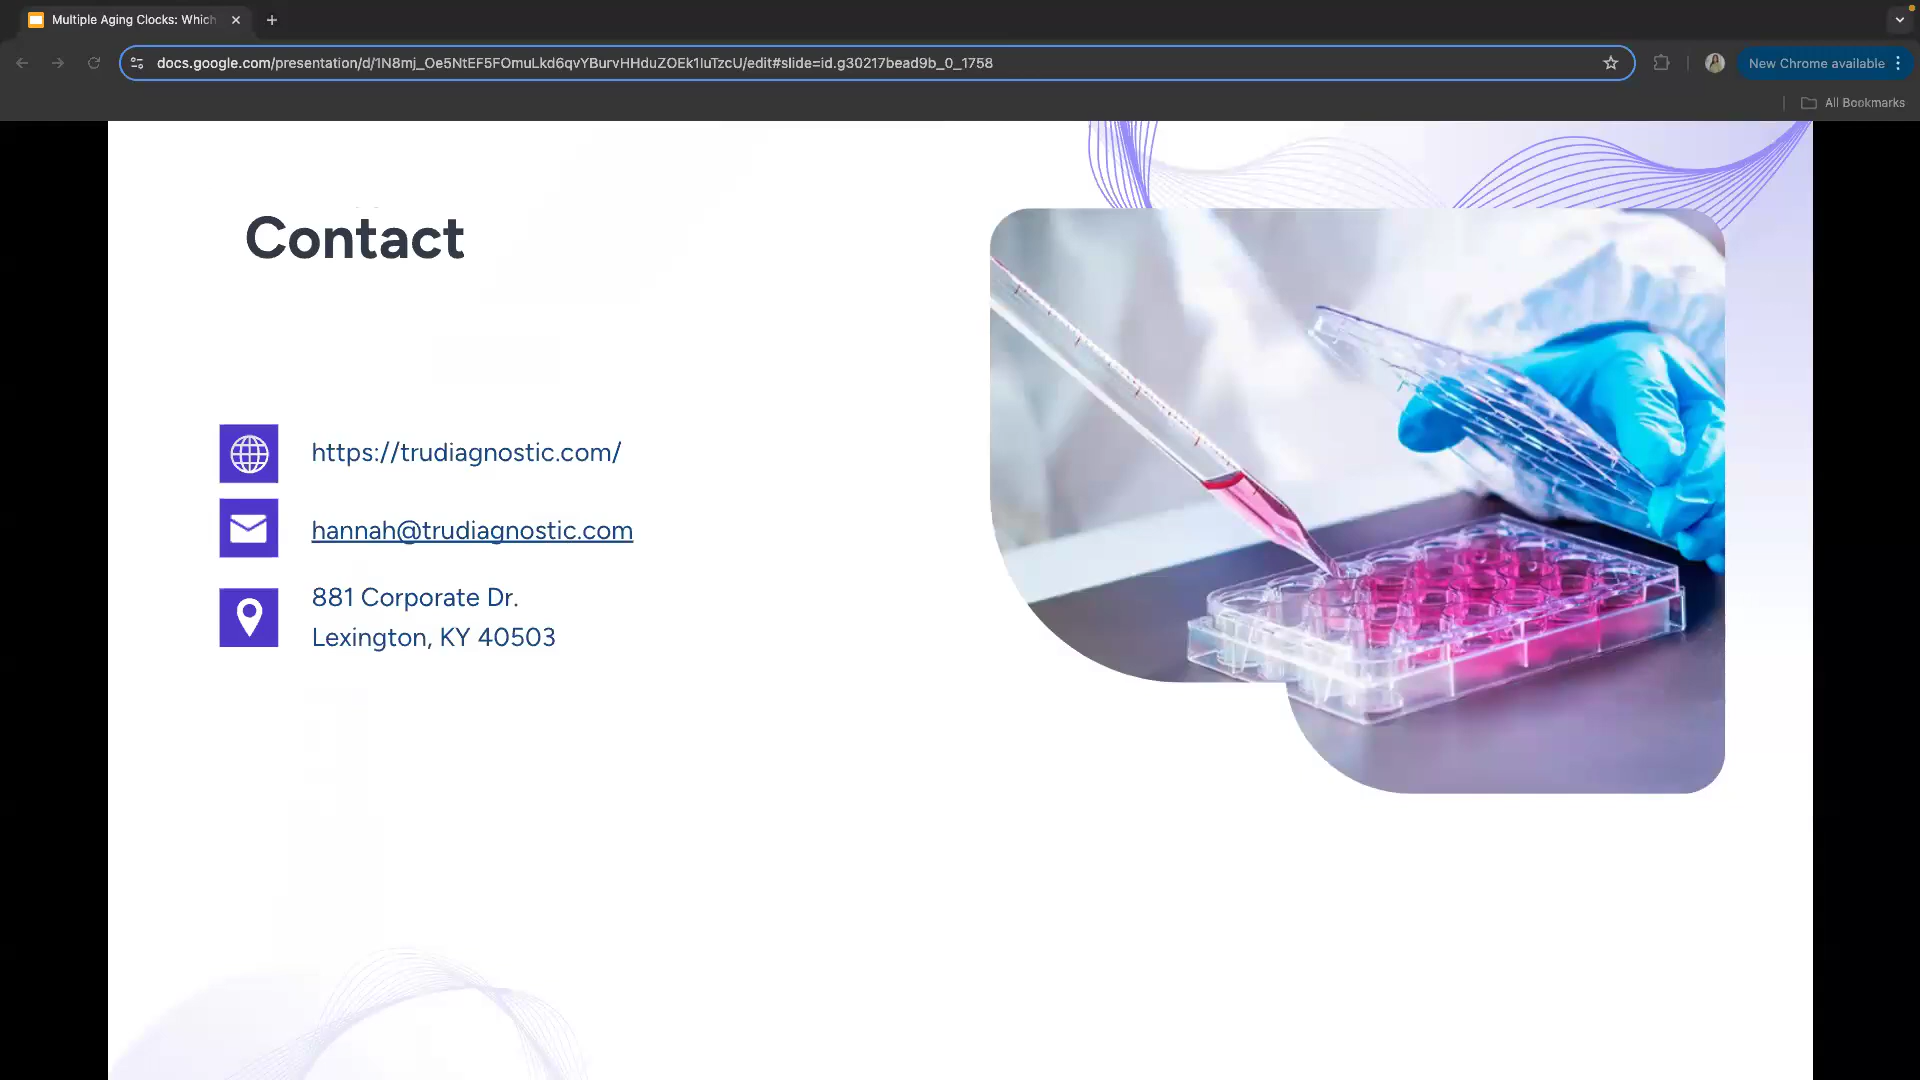 Multiple Aging Clocks: Which
docs.google.com/presentation/d/1N8mj_Oe5NtEF5FOmuLkd6qvYBurvHHduZOEk1IuTzcU/edit#slide=id.g30217bead9b_0_1758
New Chrome available
All Bookmarks
Contact
https://trudiagnostic.com/
hannah@trudiagnostic.com
881 Corporate Dr.
Lexington, KY 40503